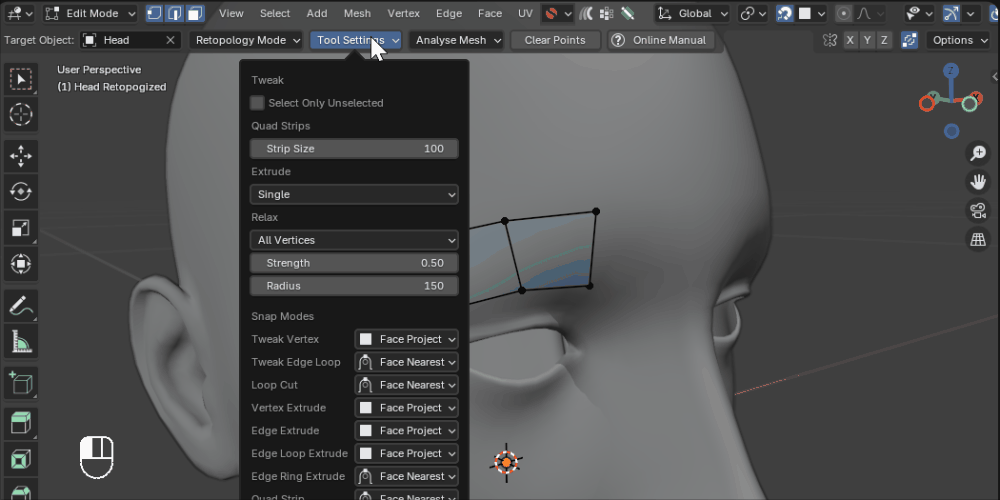 Edit Mode View Select Add Mesh Vertex Edge Face UV Global
Target Object: Head Retopology Mode Tool Settings Analyse Mesh Clear Points Online Manual X Y Z Options
User Perspective
(1) Head Retopogized
Z
Y
Tweak
Select Only Unselected
Quad Strips
Strip Size 100
Extrude
Single
Relax
All Vertices
Strength 0.50
Radius 150
Snap Modes
Tweak Vertex Face Project
Tweak Edge Loop Face Nearest
Loop Cut Face Nearest
Vertex Extrude Face Project
Edge Extrude Face Project
Edge Loop Extrude Face Project
Edge Ring Extrude Face Nearest
Quad Strip Face Nearest